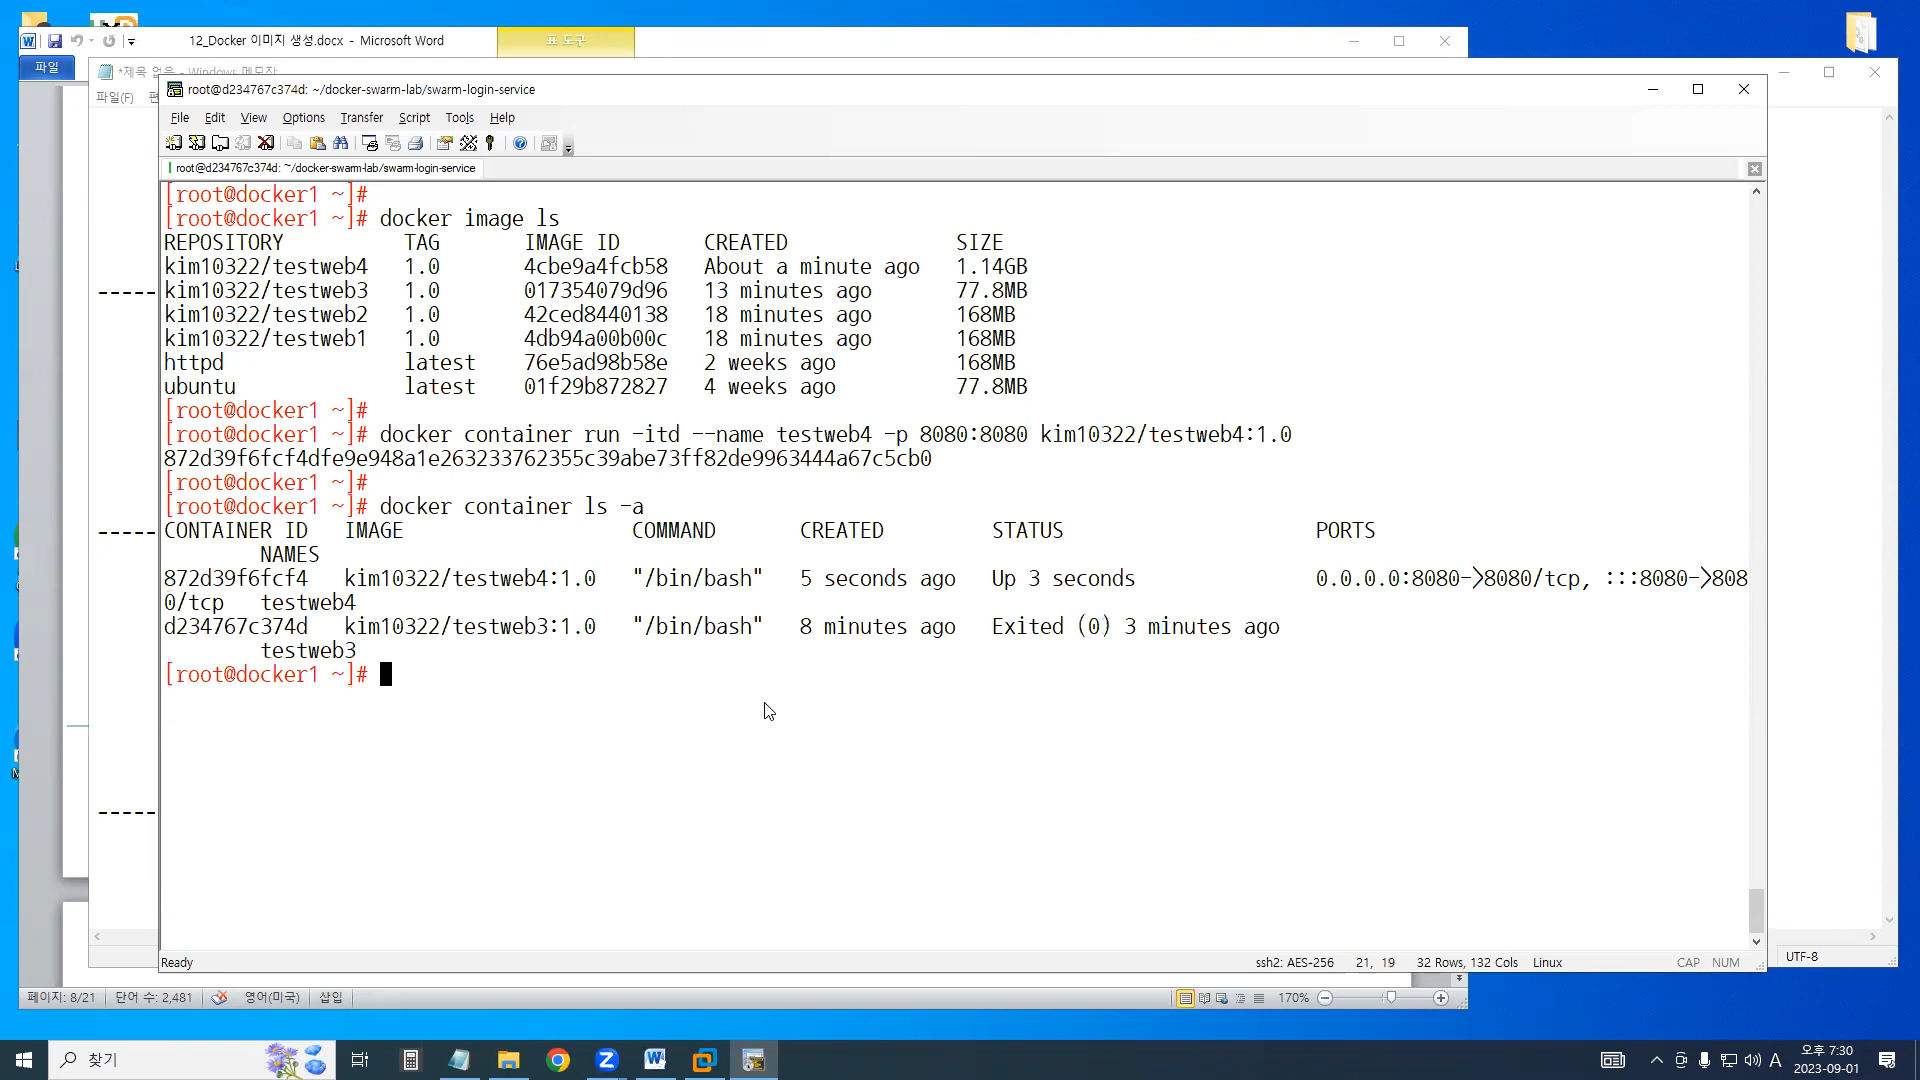 12_Docker 이미지 생성.docx - Microsoft Word
표 도구
파일
*제목 없음 - Windows 메모장
파일(F)
root@d234767c374d: ~/docker-swarm-lab/swarm-login-service
File Edit View Options Transfer Script Tools Help
root@d234767c374d: ~/docker-swarm-lab/swarm-login-service
[root@docker1 ~]#
[root@docker1 ~]# docker image ls
REPOSITORY TAG IMAGE ID CREATED SIZE
kim10322/testweb4 1.0 4cbe9a4fcb58 About a minute ago 1.14GB
kim10322/testweb3 1.0 017354079d96 13 minutes ago 77.8MB
kim10322/testweb2 1.0 42ced8440138 18 minutes ago 168MB
kim10322/testweb1 1.0 4db94a00b00c 18 minutes ago 168MB
httpd latest 76e5ad98b58e 2 weeks ago 168MB
ubuntu latest 01f29b872827 4 weeks ago 77.8MB
[root@docker1 ~]#
[root@docker1 ~]# docker container run -itd --name testweb4 -p 8080:8080 kim10322/testweb4:1.0
872d39f6fcf4dfe9e948a1e263233762355c39abe73ff82de9963444a67c5cb0
[root@docker1 ~]#
[root@docker1 ~]# docker container ls -a
CONTAINER ID IMAGE COMMAND CREATED STATUS PORTS
NAMES
872d39f6fcf4 kim10322/testweb4:1.0 "/bin/bash" 5 seconds ago Up 3 seconds 0.0.0.0:8080->8080/tcp, :::8080->808
0/tcp testweb4
d234767c374d kim10322/testweb3:1.0 "/bin/bash" 8 minutes ago Exited (0) 3 minutes ago
testweb3
[root@docker1 ~]#
Ready ssh2: AES-256 21, 19 32 Rows, 132 Cols Linux CAP NUM
UTF-8
페이지: 8/21 단어 수: 2,481 영어(미국) 삽입 170%
찾기
A
오후 7:30
2023-09-01